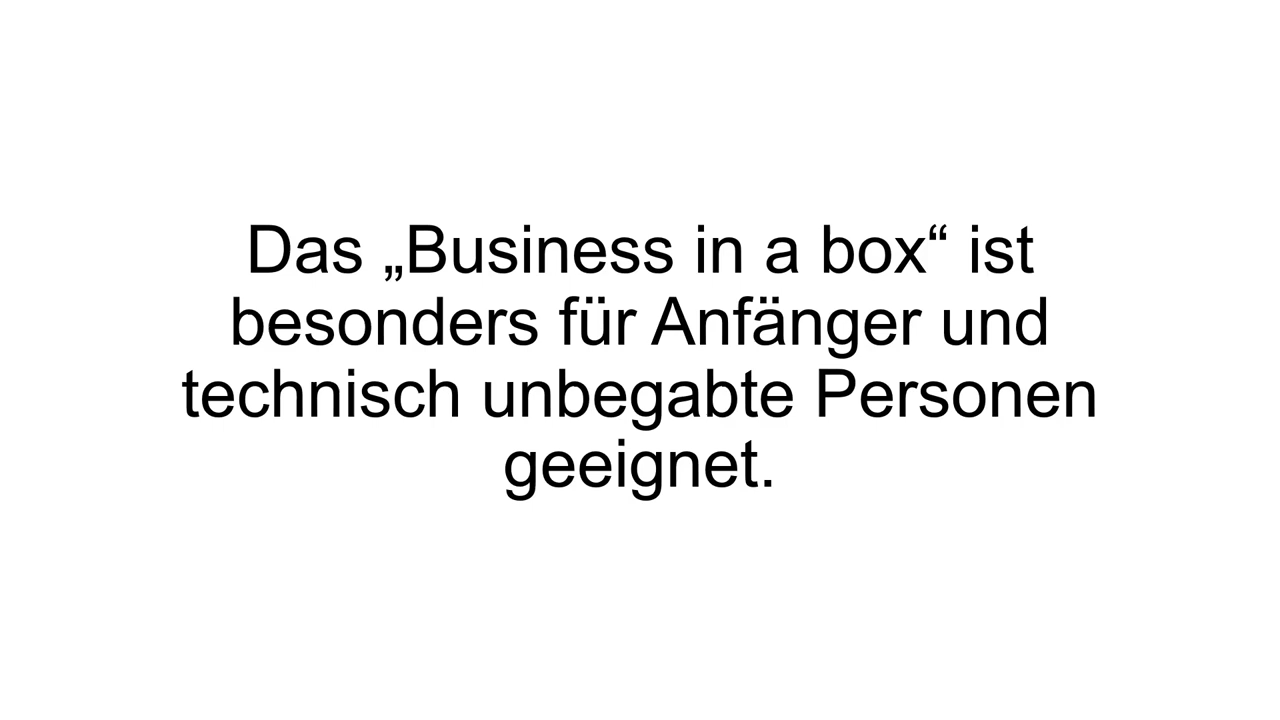 Das „Business in a box“ ist
besonders für Anfänger und
technisch unbegabte Personen
geeignet.